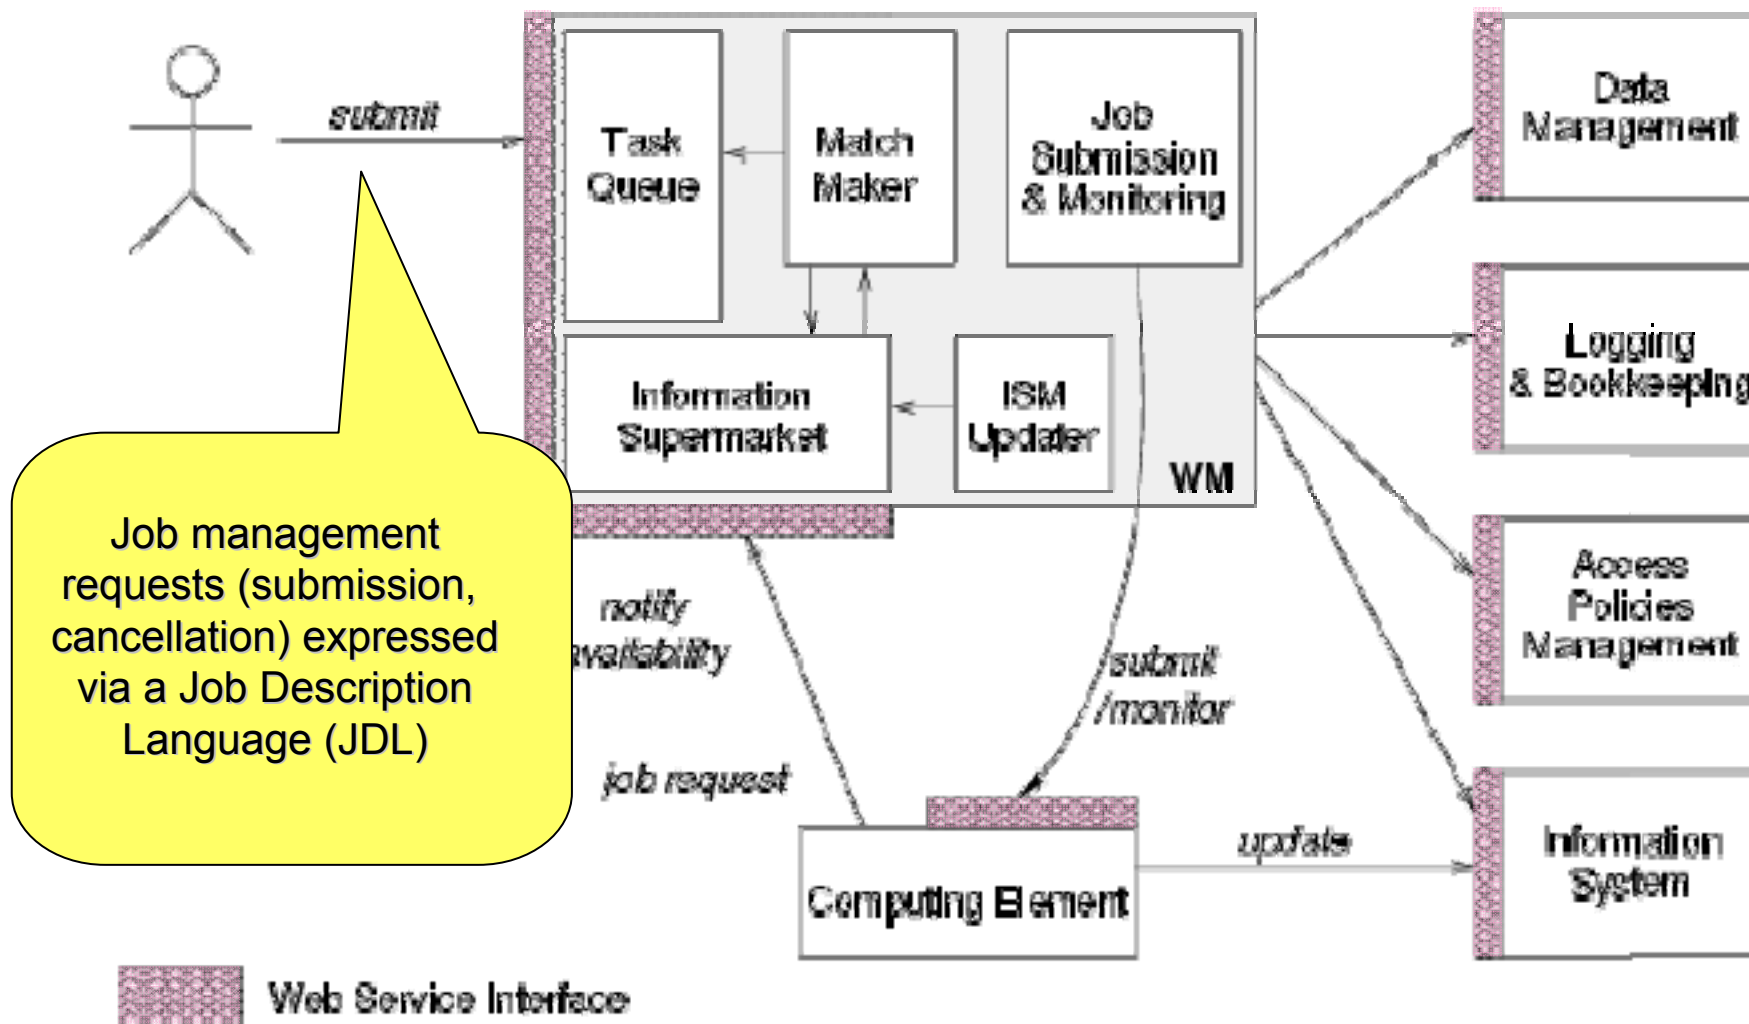 submit
Task
Queue
Match
Maker
Job
Submission
& Monitoring
Information
Supermarket
ISM
Updater
WM
Data
Management
Logging
& Bookkeeping
Access
Policies
Management
Information
System
Job management
requests (submission,
cancellation) expressed
via a Job Description
Language (JDL)
notify
availability
job request
submit
/monitor
update
Computing Element
Web Service Interface